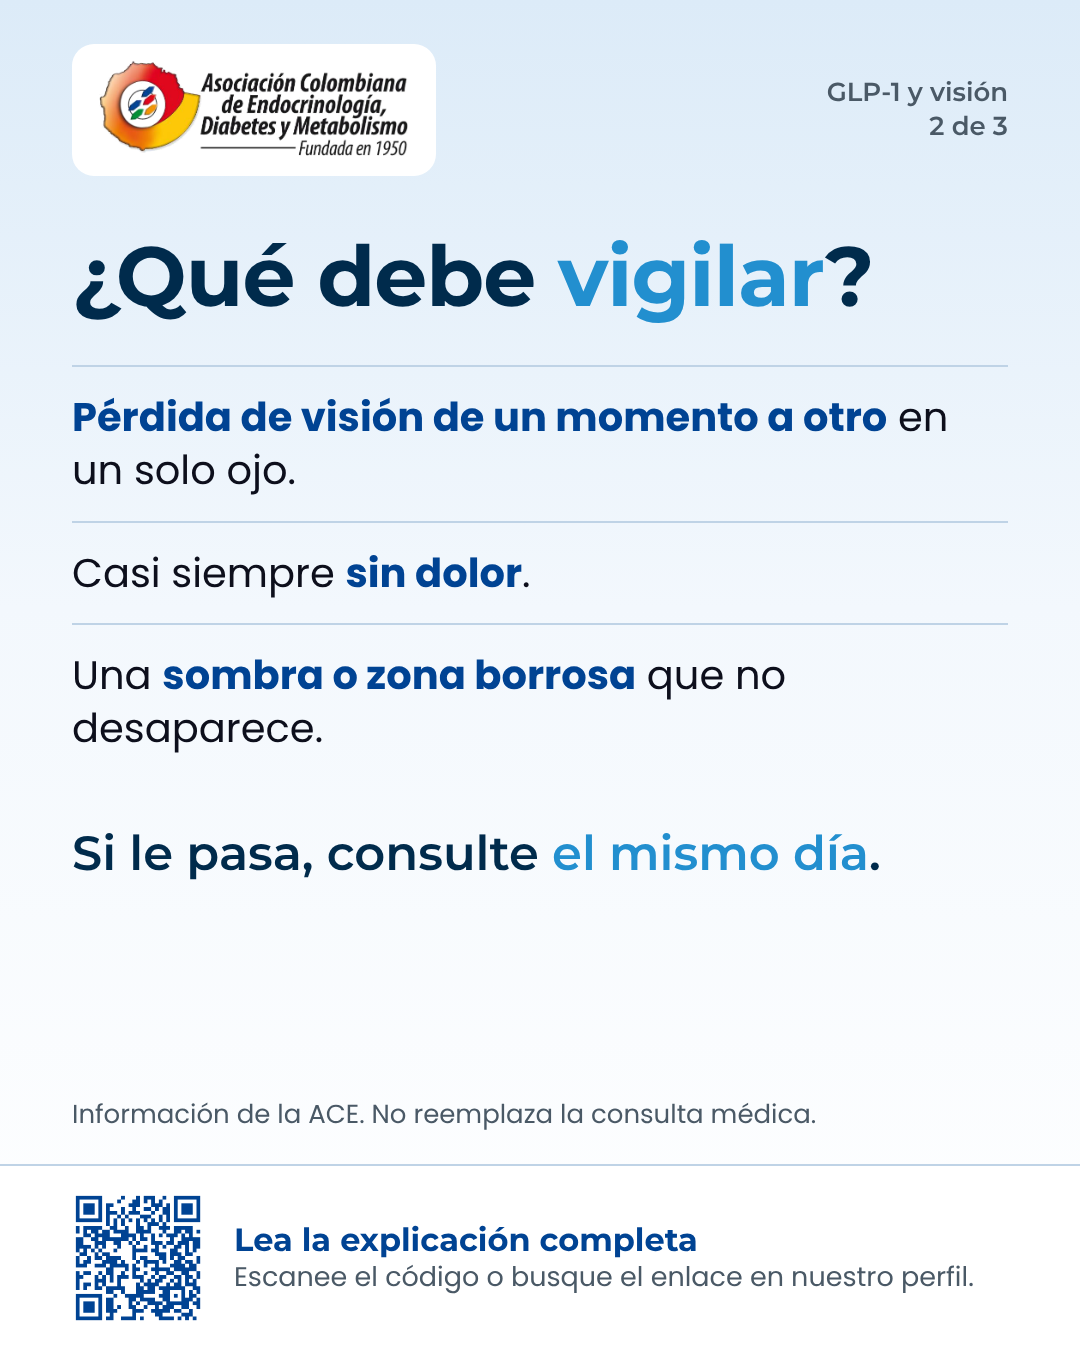 Asociación Colombiana
de Endocrinología,
Diabetes y Metabolismo
Fundada en 1950
GLP-1 y visión
2 de 3
¿Qué debe vigilar?
Pérdida de visión de un momento a otro en
un solo ojo.
Casi siempre sin dolor.
Una sombra o zona borrosa que no
desaparece.
Si le pasa, consulte el mismo día.
Información de la ACE. No reemplaza la consulta médica.
Lea la explicación completa
Escanee el código o busque el enlace en nuestro perfil.